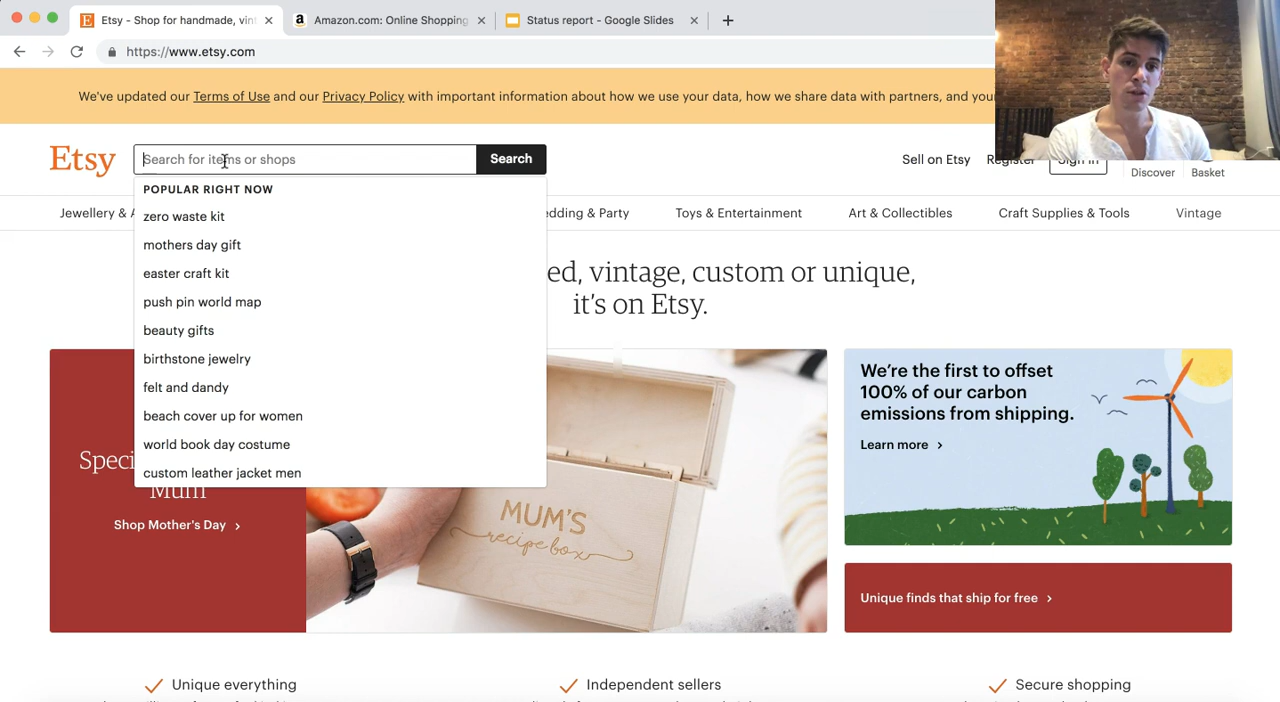 Etsy - Shop for handmade, vint
Amazon.com: Online Shopping
Status report - Google Slides
https://www.etsy.com
We've updated our Terms of Use and our Privacy Policy with important information about how we use your data, how we share data with partners, and your
Etsy
Search for items or shops
Search
Sell on Etsy
Register
Sign in
Discover
Basket
POPULAR RIGHT NOW
zero waste kit
mothers day gift
easter craft kit
push pin world map
beauty gifts
birthstone jewelry
felt and dandy
beach cover up for women
world book day costume
custom leather jacket men
Jewellery & A
edding & Party
Toys & Entertainment
Art & Collectibles
Craft Supplies & Tools
Vintage
ed, vintage, custom or unique,
it's on Etsy.
Speci
Mum
Shop Mother's Day
MUM'S
recipe box
We're the first to offset
100% of our carbon
emissions from shipping.
Learn more
Unique finds that ship for free
Unique everything
Independent sellers
Secure shopping